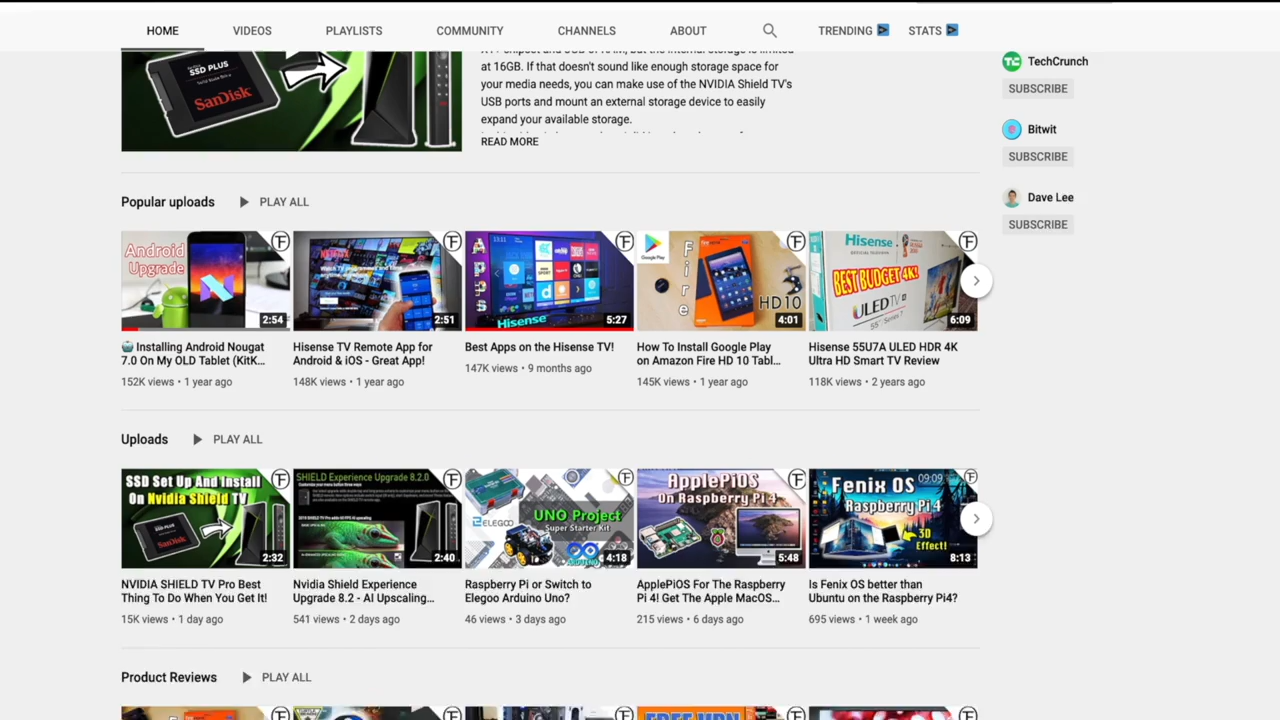 HOME
VIDEOS
PLAYLISTS
COMMUNITY
CHANNELS
ABOUT
TRENDING
STATS
SSD PLUS
SanDisk
at 16GB. If that doesn't sound like enough storage space for
your media needs, you can make use of the NVIDIA Shield TV's
USB ports and mount an external storage device to easily
expand your available storage.
READ MORE
TechCrunch
SUBSCRIBE
Bitwit
SUBSCRIBE
Dave Lee
SUBSCRIBE
Popular uploads
PLAY ALL
Android
Upgrade
2:54
2:51
APPS
Hisense
5:27
Google Play
Fire
HD10
4:01
Hisense
BEST BUDGET 4K!
ULED TV
6:09
Installing Android Nougat
7.0 On My OLD Tablet (KitK...
152K views • 1 year ago
Hisense TV Remote App for
Android & iOS - Great App!
148K views • 1 year ago
Best Apps on the Hisense TV!
147K views • 9 months ago
How To Install Google Play
on Amazon Fire HD 10 Tabl...
145K views • 1 year ago
Hisense 55U7A ULED HDR 4K
Ultra HD Smart TV Review
118K views • 2 years ago
Uploads
PLAY ALL
SSD Set Up And Install
On Nvidia Shield TV
SSD PLUS
SanDisk
2:32
SHIELD Experience Upgrade 8.2.0
2:40
ELEGOO
UNO Project
Super Starter Kit
ARDUINO
4:18
ApplePiOS
On Raspberry Pi 4
5:48
Fenix OS
09:09
Raspberry Pi 4
3D
Effect!
8:13
NVIDIA SHIELD TV Pro Best
Thing To Do When You Get It!
15K views • 1 day ago
Nvidia Shield Experience
Upgrade 8.2 - AI Upscaling...
541 views • 2 days ago
Raspberry Pi or Switch to
Elegoo Arduino Uno?
46 views • 3 days ago
ApplePiOS For The Raspberry
Pi 4! Get The Apple MacOS...
215 views • 6 days ago
Is Fenix OS better than
Ubuntu on the Raspberry Pi4?
695 views • 1 week ago
Product Reviews
PLAY ALL